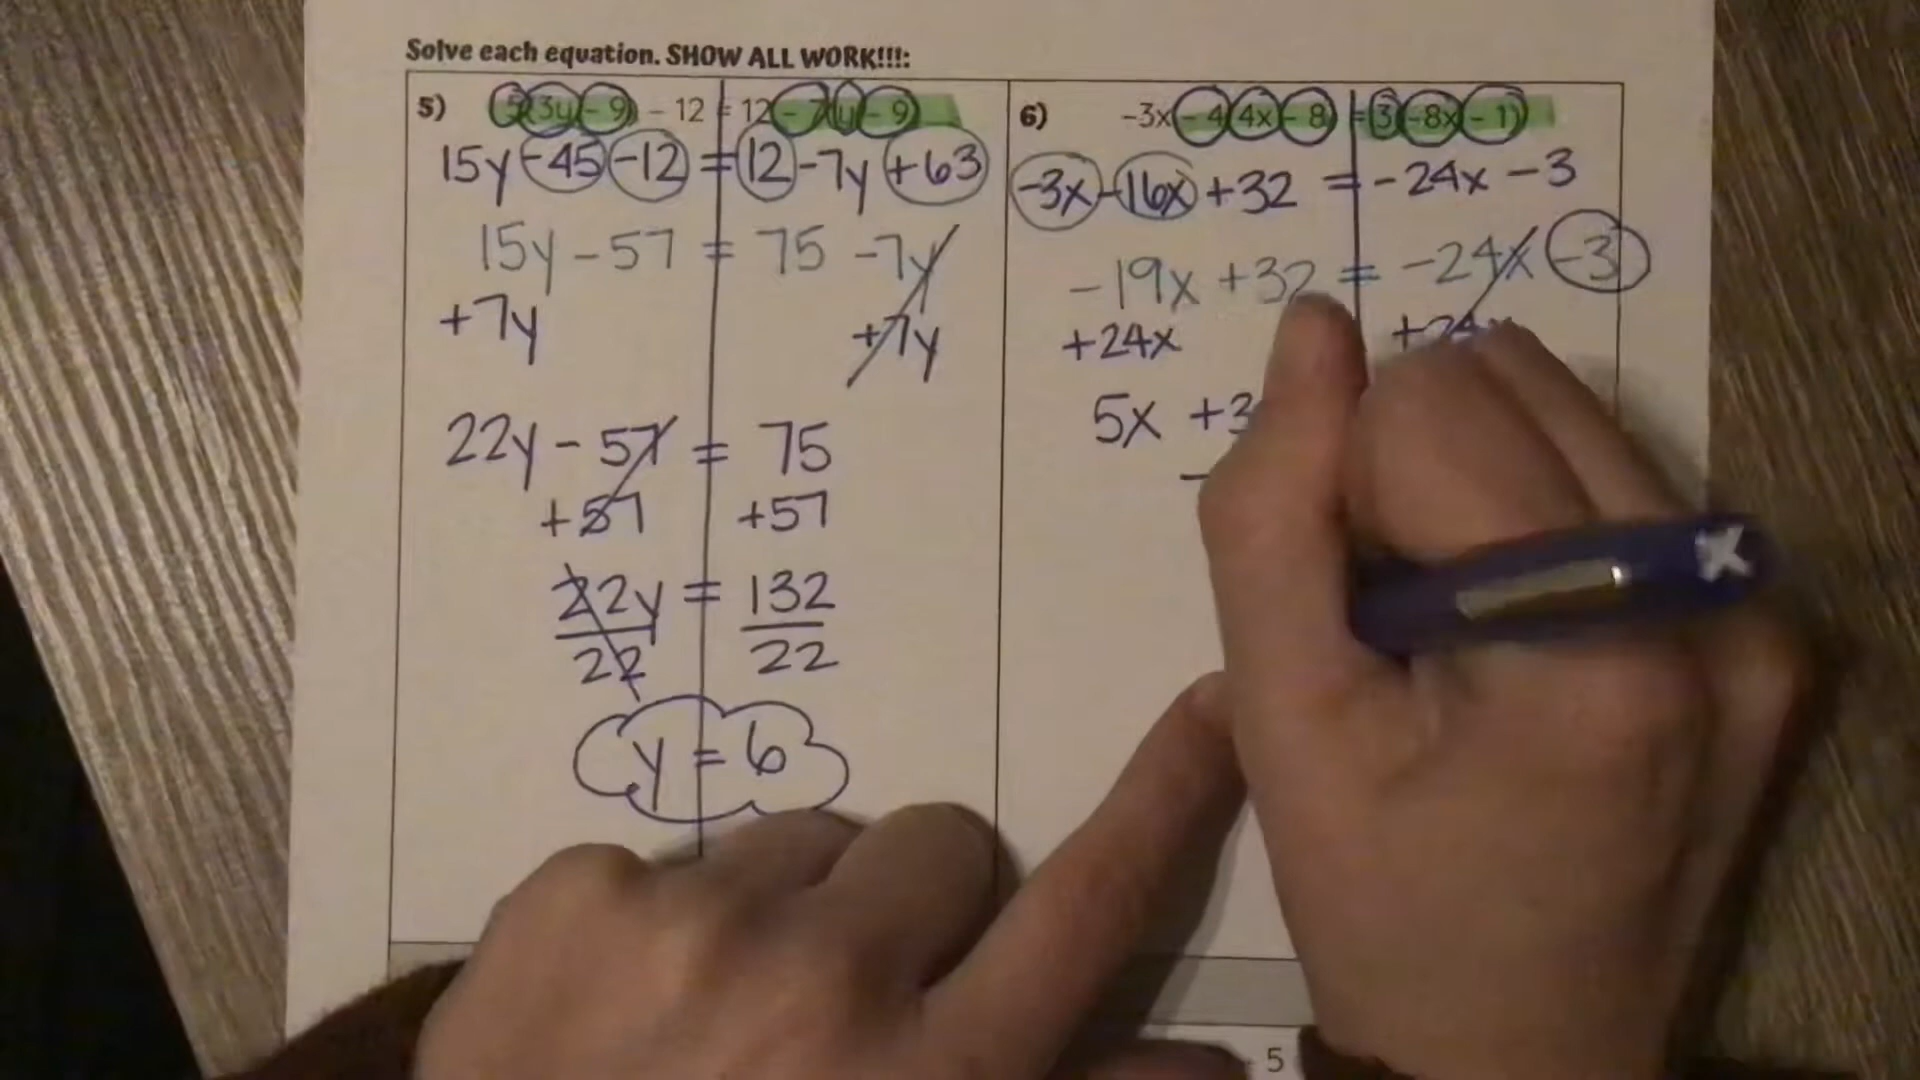 Solve each equation. SHOW ALL WORK!!!:
5) 5(3y - 9) - 12 = 12 - 7(y - 9)
15y -45 -12 = 12 -7y +63
15y - 57 = 75 -7y
+7y +7y
22y - 57 = 75
+57 +57
22y = 132
22 22
y = 6
6) -3x - 4(4x - 8) = 3(-8x - 1)
-3x -16x +32 = -24x -3
-19x +32 = -24x -3
+24x +24x
5x +3
-
5